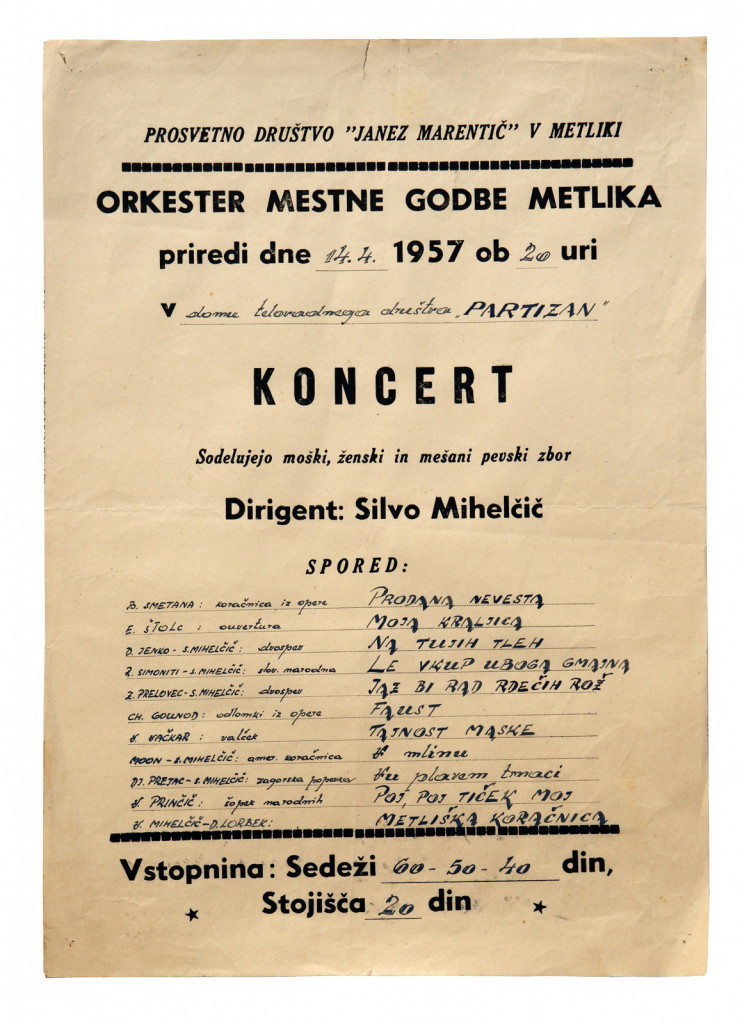 PROSVETNO DRUŠTVO "JANEZ MARENTIČ" V METLIKI
ORKESTER MESTNE GODBE METLIKA
priredi dne 14.4. 1957 ob 20 uri
v domu telovadnega društva „PARTIZAN"
KONCERT
Sodelujejo moški, ženski in mešani pevski zbor
Dirigent: Silvo Mihelčič
SPORED:
B. SMETANA: koračnica iz opere PRODANA NEVESTA
E. ŠTOLC: ouvertura MOJA KRALJICA
D. JENKO - S. MIHELČIČ: dvospev NA TUJIH TLEH
R. SIMONITI - S. MIHELČIČ: slov. narodna LE VKUP UBOGA GMAJNA
Z. PRELOVEC - S. MIHELČIČ: dvospev JAZ BI RAD RDEČIH ROŽ
CH. GOUNOD: odlomki iz opere FAUST
V. VAČKAR: valček TAJNOST MASKE
MOON - S. MIHELČIČ: amer. koračnica V mlinu
DJ. PREJAC - S. MIHELČIČ: zagorska popevka Vu plavem trnaci
V. PRINČIČ: šopek narodnih POJ, POJ TIČEK MOJ
V. MIHELČIČ - D. LORBEK: METLIŠKA KORAČNICA
Vstopnina: Sedeži 60 - 50 - 40 din,
Stojišča 20 din